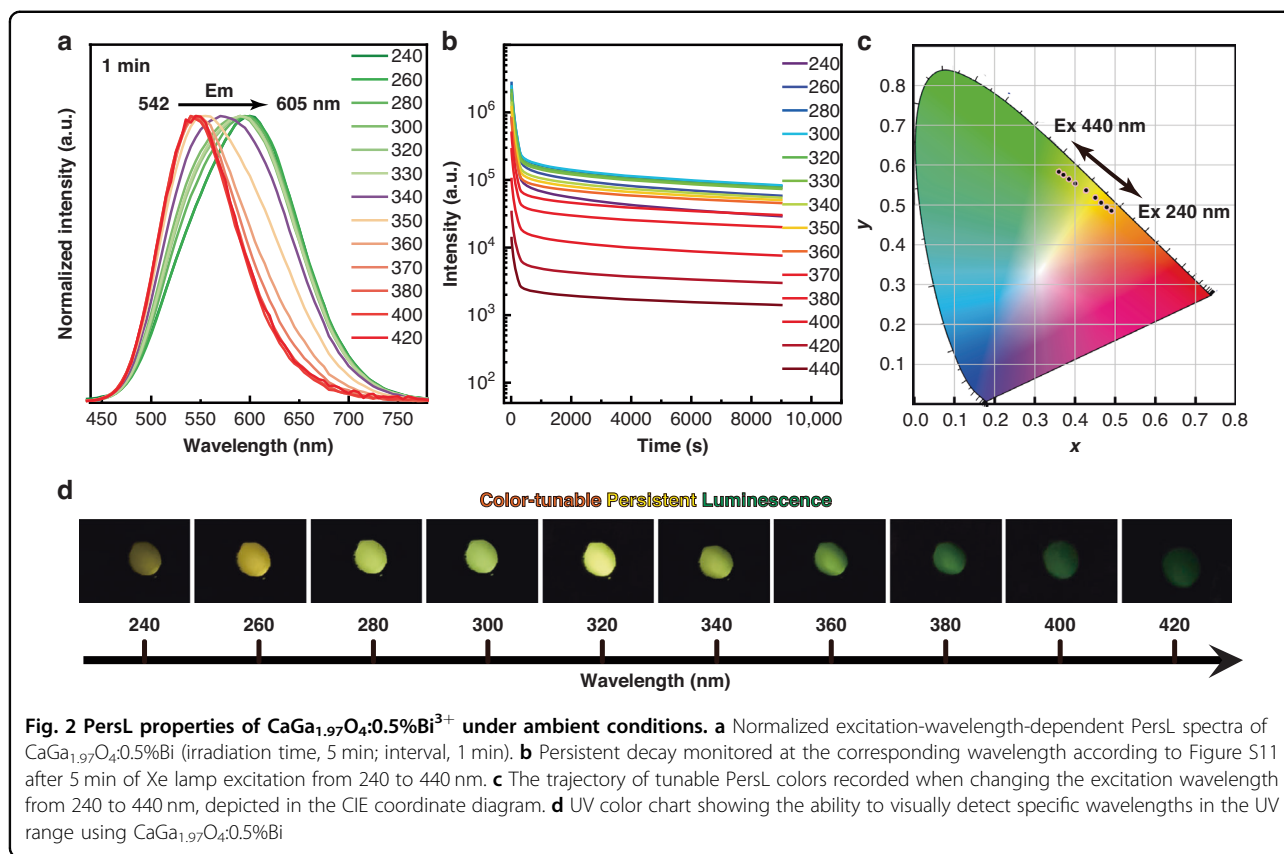 a
1 min
Em
542
605 nm
Normalized intensity (a.u.)
450 500 550 600 650 700 750
Wavelength (nm)
240
260
280
300
320
330
340
350
360
370
380
400
420
b
Intensity (a.u.)
10⁶
10⁵
10⁴
10³
10²
0 2000 4000 6000 8000 10,000
Time (s)
240
260
280
300
320
330
340
350
360
370
380
400
420
440
c
y
0.8
0.7
0.6
0.5
0.4
0.3
0.2
0.1
Ex 440 nm
Ex 240 nm
0.0 0.1 0.2 0.3 0.4 0.5 0.6 0.7 0.8
x
d
Color-tunable Persistent Luminescence
240 260 280 300 320 340 360 380 400 420
Wavelength (nm)
Fig. 2 PersL properties of CaGa₁.₉₇O₄:0.5%Bi³⁺ under ambient conditions. a Normalized excitation-wavelength-dependent PersL spectra of
CaGa₁.₉₇O₄:0.5%Bi (irradiation time, 5 min; interval, 1 min). b Persistent decay monitored at the corresponding wavelength according to Figure S11
after 5 min of Xe lamp excitation from 240 to 440 nm. c The trajectory of tunable PersL colors recorded when changing the excitation wavelength
from 240 to 440 nm, depicted in the CIE coordinate diagram. d UV color chart showing the ability to visually detect specific wavelengths in the UV
range using CaGa₁.₉₇O₄:0.5%Bi